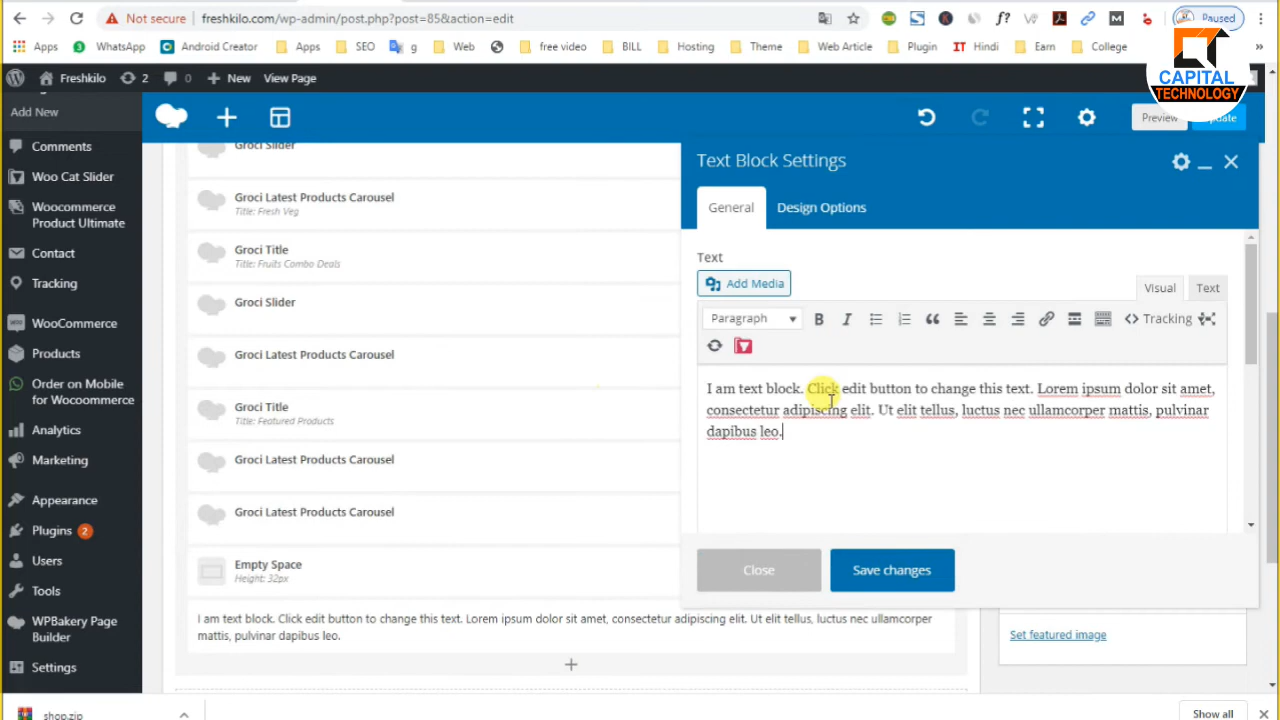 Not secure
freshkilo.com/wp-admin/post.php?post=85&action=edit
Paused
Apps
WhatsApp
Android Creator
Apps
SEO
g
Web
free video
BILL
Hosting
Theme
Web Article
Plugin
IT Hindi
Earn
College
»
CAPITAL
TECHNOLOGY
Freshkilo
2
0
New
View Page
Add New
Comments
Woo Cat Slider
Woocommerce
Product Ultimate
Contact
Tracking
WooCommerce
Products
Order on Mobile
for Wocoommerce
Analytics
Marketing
Appearance
Plugins 2
Users
Tools
WPBakery Page
Builder
Settings
Preview
Update
Groci Slider
Groci Latest Products Carousel
Title: Fresh Veg
Groci Title
Title: Fruits Combo Deals
Groci Slider
Groci Latest Products Carousel
Groci Title
Title: Featured Products
Groci Latest Products Carousel
Groci Latest Products Carousel
Empty Space
Height: 32px
I am text block. Click edit button to change this text. Lorem ipsum dolor sit amet, consectetur adipiscing elit. Ut elit tellus, luctus nec ullamcorper
mattis, pulvinar dapibus leo.
Text Block Settings
General
Design Options
Text
Add Media
Visual
Text
Paragraph
B
I
Tracking
I am text block. Click edit button to change this text. Lorem ipsum dolor sit amet,
consectetur adipiscing elit. Ut elit tellus, luctus nec ullamcorper mattis, pulvinar
dapibus leo.
Close
Save changes
Set featured image
shop.zip
Show all